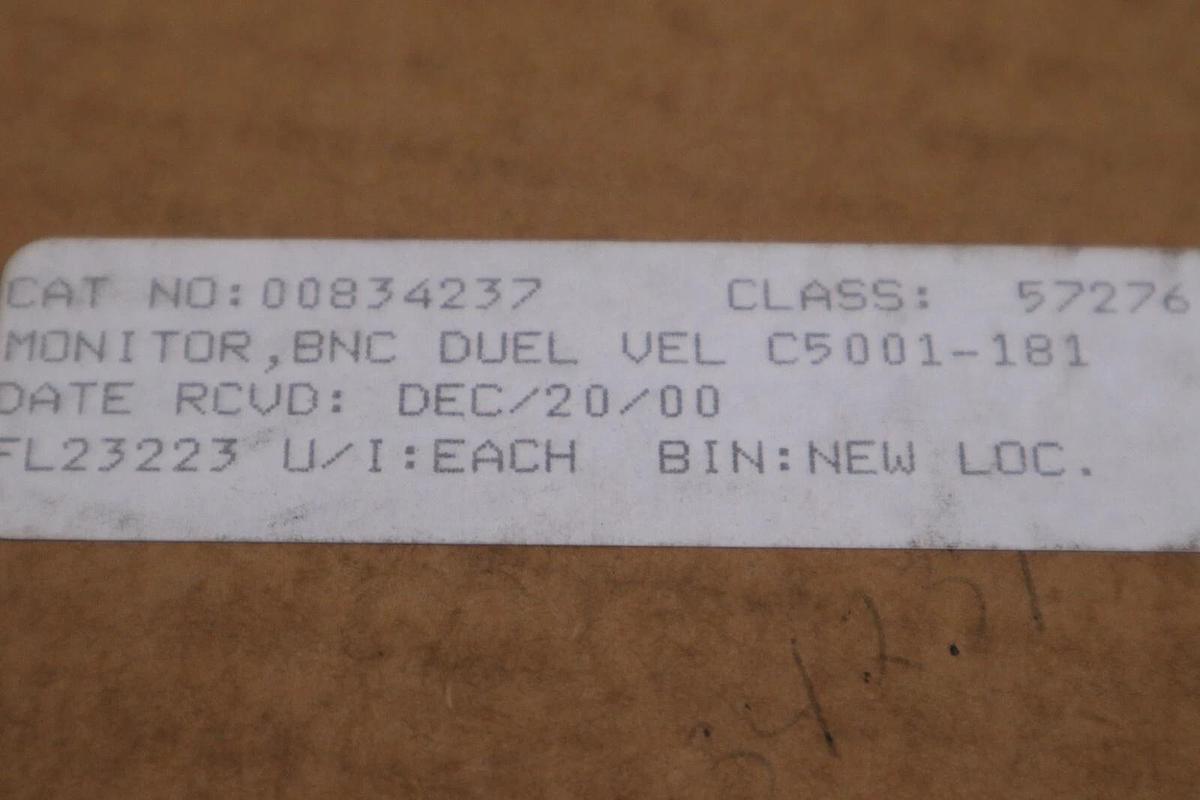 CAT NO:00834237 CLASS: 57276
MONITOR,BNC DUEL VEL C5001-181
DATE RCVD: DEC/20/00
FL23223 U/I:EACH BIN:NEW LOC.